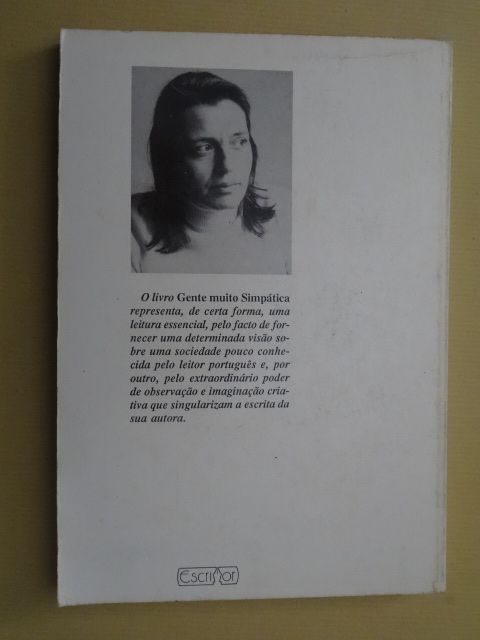 O livro Gente muito Simpática
representa, de certa forma, uma
leitura essencial, pelo facto de for-
necer uma determinada visão so-
bre uma sociedade pouco conhe-
cida pelo leitor português e, por
outro, pelo extraordinário poder
de observação e imaginação cria-
tiva que singularizam a escrita da
sua autora.
Escritor